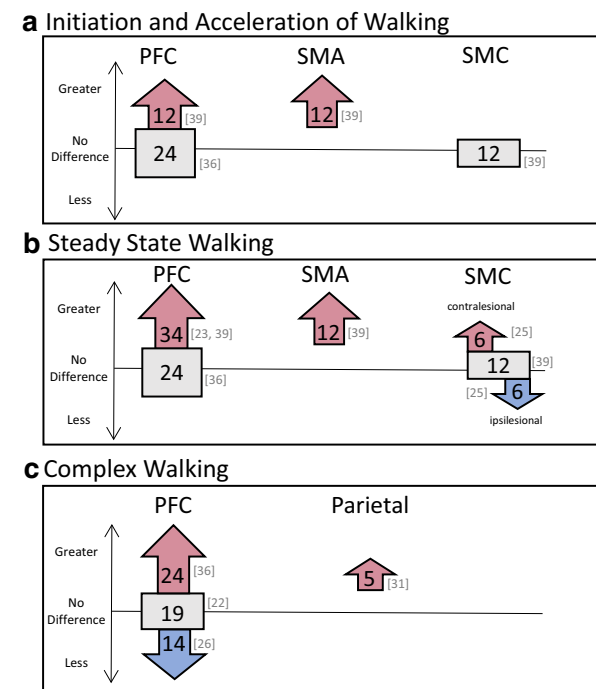 a Initiation and Acceleration of Walking
PFC SMA SMC
Greater
12 [39] 12 [39]
No
Difference
24 [36] 12 [39]
Less
b Steady State Walking
PFC SMA SMC
contralesional
Greater
34 [23, 39] 12 [39] 6 [25]
No
Difference
24 [36] 12 [39]
[25] 6
Less
ipsilesional
c Complex Walking
PFC Parietal
Greater
24 [36] 5 [31]
No
Difference
19 [22]
14 [26]
Less